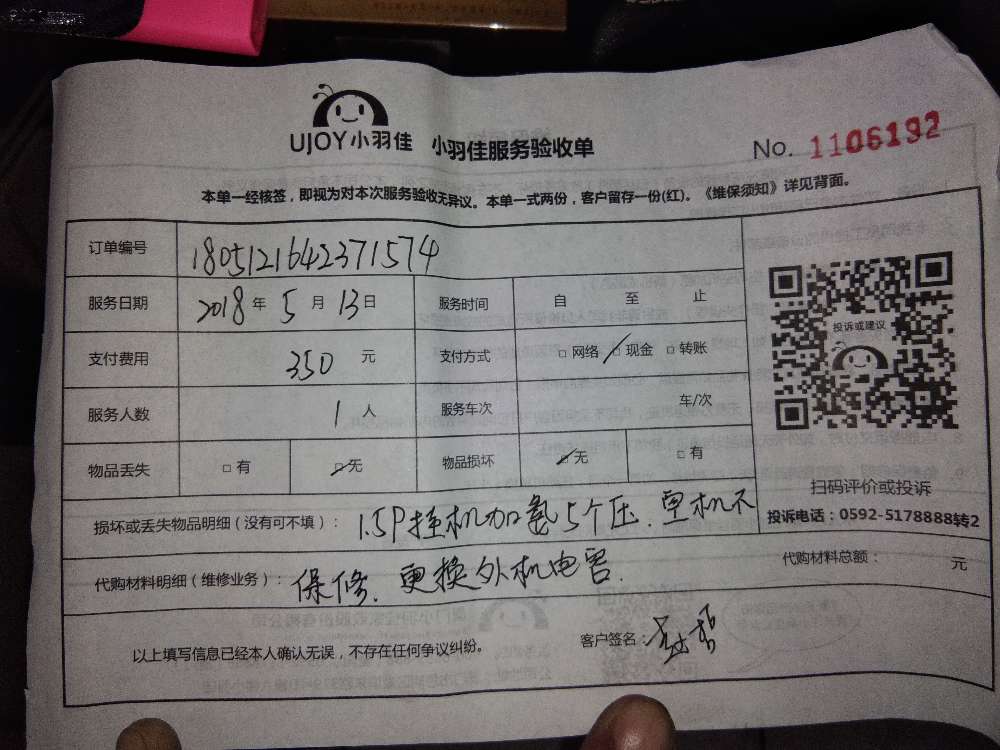 UJOY小羽佳 小羽佳服务验收单 No. 1106192
本单一经核签，即视为对本次服务验收无异议。本单一式两份，客户留存一份(红)。《维保须知》详见背面。
订单编号 1805121642371574
服务日期 2018年5月13日 服务时间 自 至 止
支付费用 350 元 支付方式 □网络 □现金 □转账
投诉或建议
服务人数 1 人 服务车次 车/次
物品丢失 □有 □无 物品损坏 □无 □有
扫码评价或投诉
损坏或丢失物品明细（没有可不填）： 1.5P挂机加氨5个压.单机不
投诉电话：0592-5178888转2
代购材料明细（维修业务）： 保修.更换外机电容. 代购材料总额： 元
以上填写信息已经本人确认无误，不存在任何争议纠纷。 客户签名：